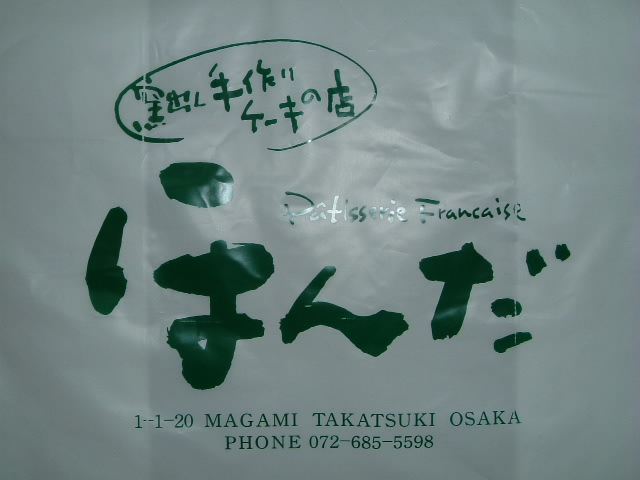 窯出し手作り
ケーキの店
Pâtisserie Francaise
ほんだ
1-1-20 MAGAMI TAKATSUKI OSAKA
PHONE 072-685-5598